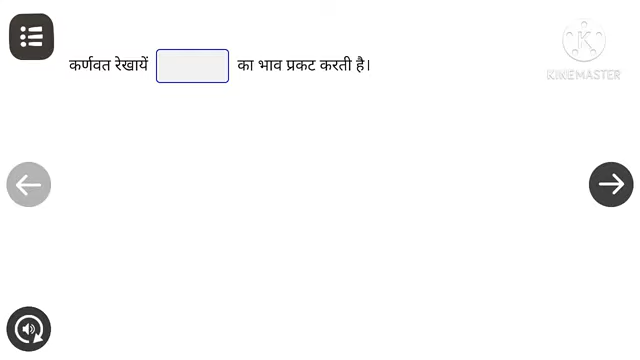 कर्णवत रेखायें का भाव प्रकट करती है।
KINEMASTER